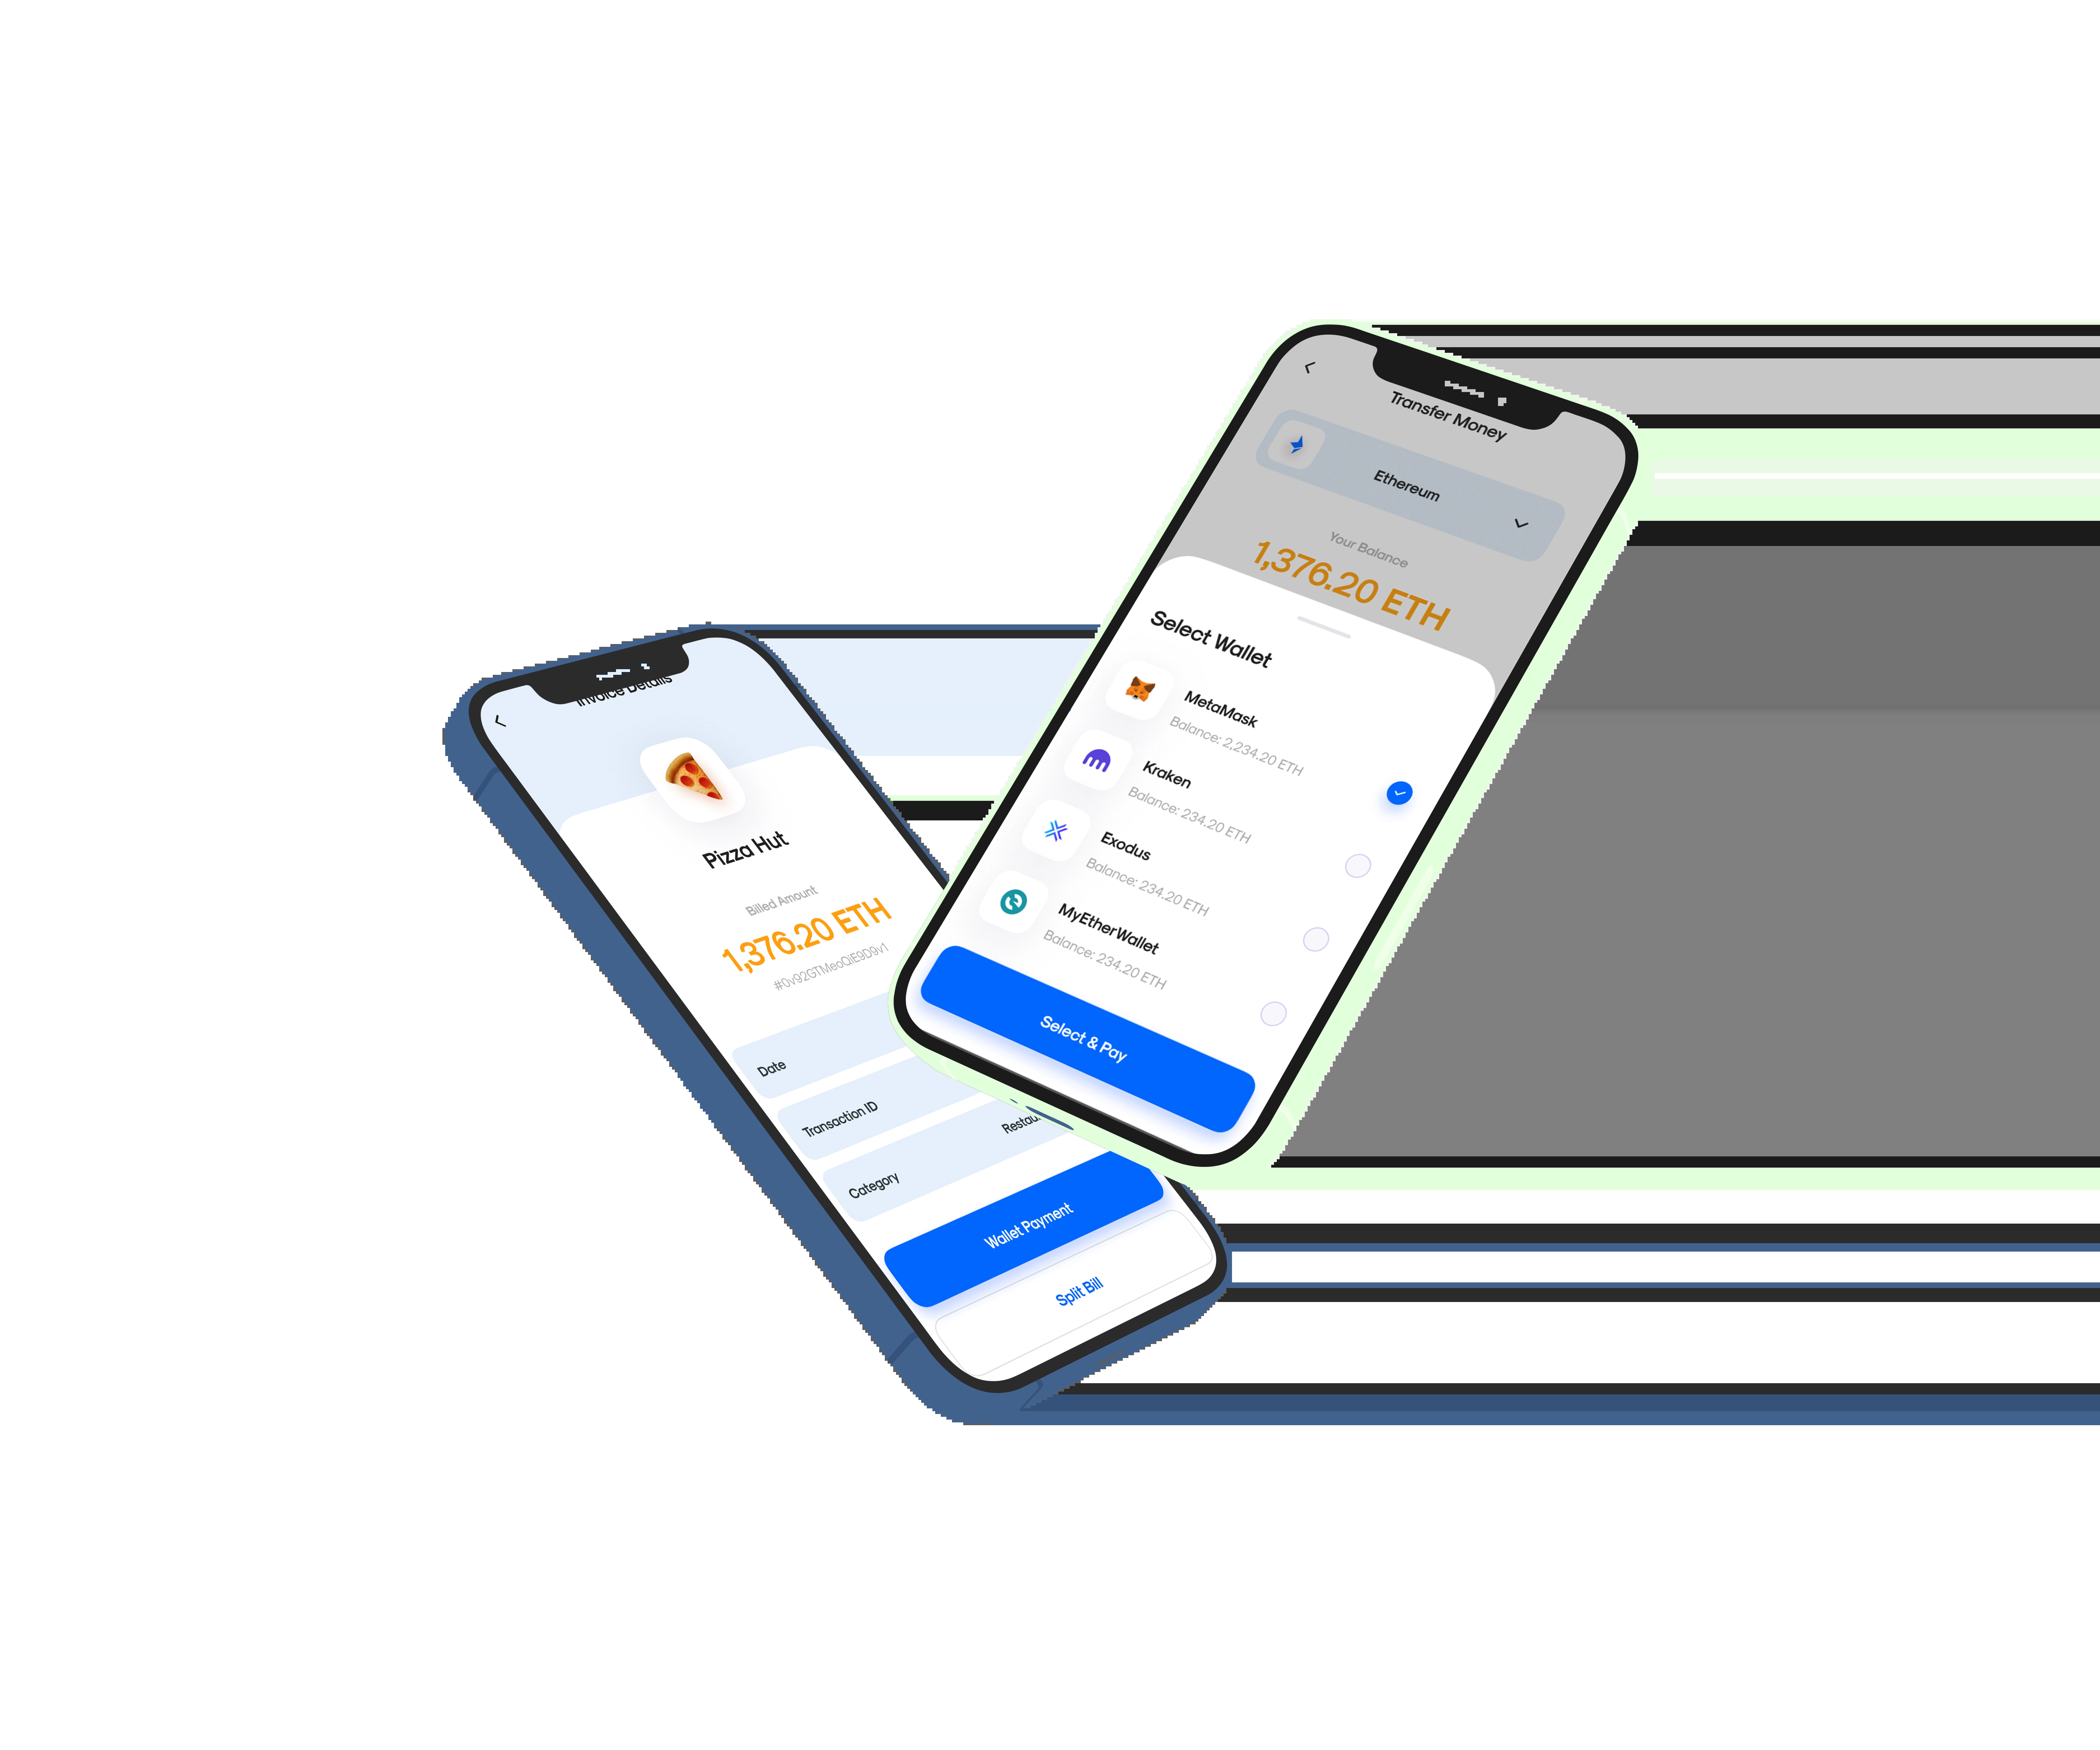 Invoice Details
Pizza Hut
Billed Amount
1,376.20 ETH
#0v92GTMeoQiE9D9v1
Date
Transaction ID
Category
Wallet Payment
Split Bill
Transfer Money
Ethereum
Your Balance
1,376.20 ETH
Select Wallet
MetaMask
Balance: 2,234.20 ETH
Kraken
Balance: 234.20 ETH
Exodus
Balance: 234.20 ETH
MyEtherWallet
Balance: 234.20 ETH
Select & Pay